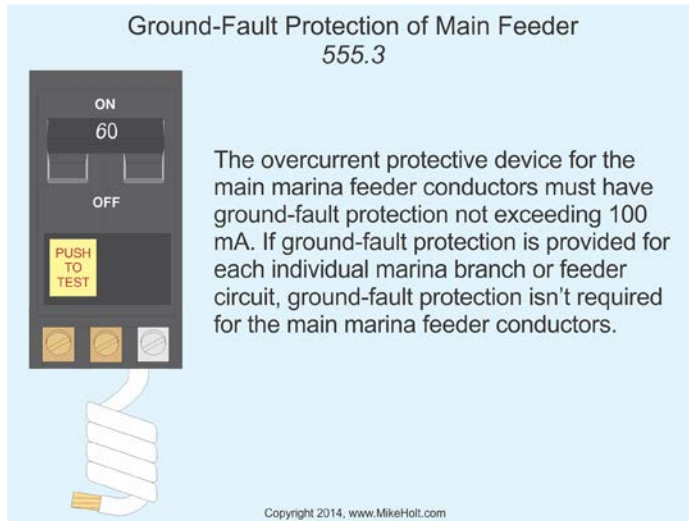 Ground-Fault Protection of Main Feeder
555.3
ON
60
OFF
PUSH
TO
TEST
The overcurrent protective device for the
main marina feeder conductors must have
ground-fault protection not exceeding 100
mA. If ground-fault protection is provided for
each individual marina branch or feeder
circuit, ground-fault protection isn't required
for the main marina feeder conductors.
Copyright 2014, www.MikeHolt.com